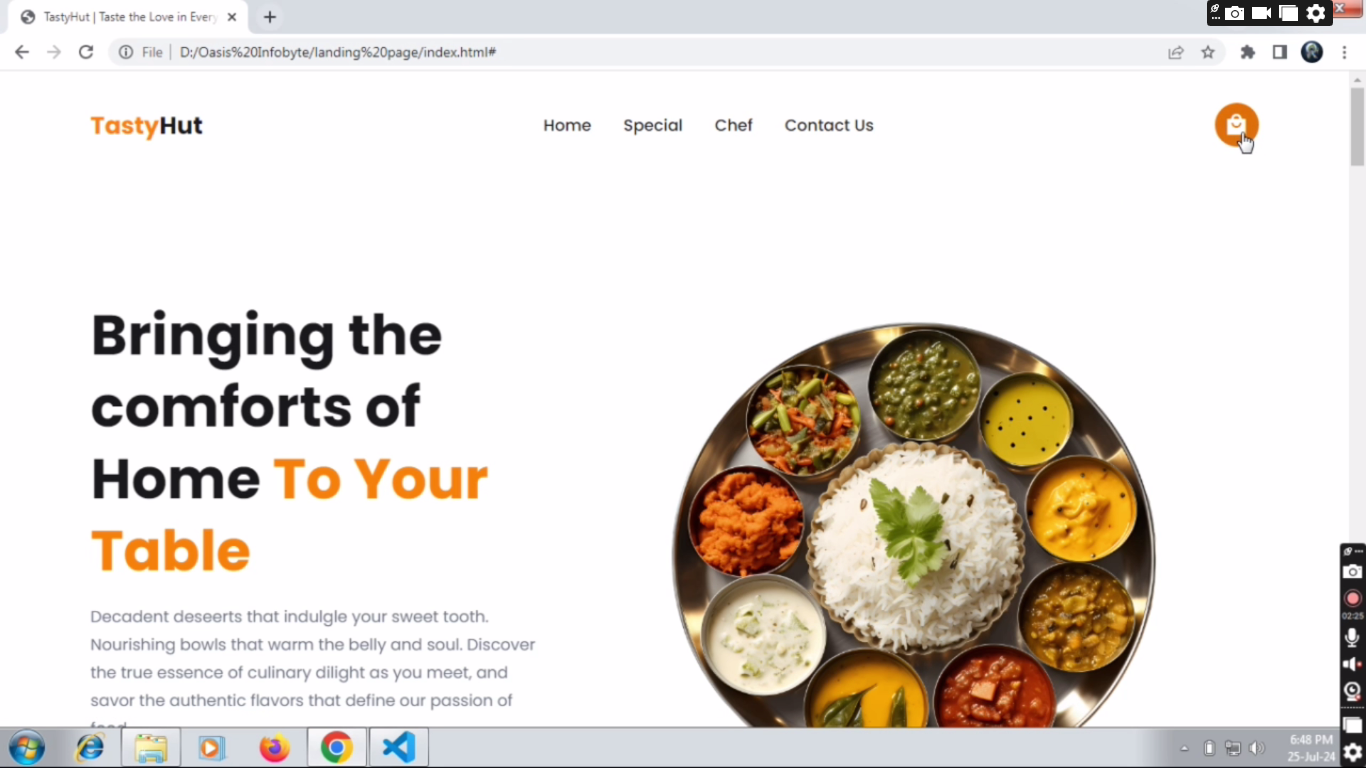 TastyHut | Taste the Love in Every
File
D:/Oasis%20Infobyte/landing%20page/index.html#
TastyHut
Home Special Chef Contact Us
Bringing the
comforts of
Home To Your
Table
Decadent deseerts that indulgle your sweet tooth.
Nourishing bowls that warm the belly and soul. Discover
the true essence of culinary dilight as you meet, and
savor the authentic flavors that define our passion of
food
02:25
6:48 PM
25-Jul-24